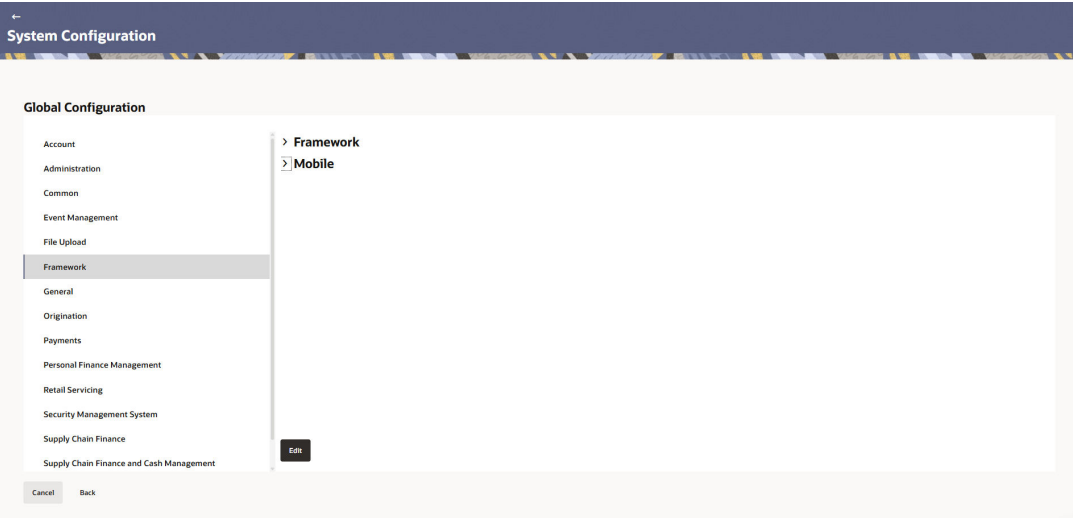 ←
System Configuration
Global Configuration
Account
Administration
Common
Event Management
File Upload
Framework
General
Origination
Payments
Personal Finance Management
Retail Servicing
Security Management System
Supply Chain Finance
Supply Chain Finance and Cash Management
> Framework
> Mobile
Edit
Cancel Back